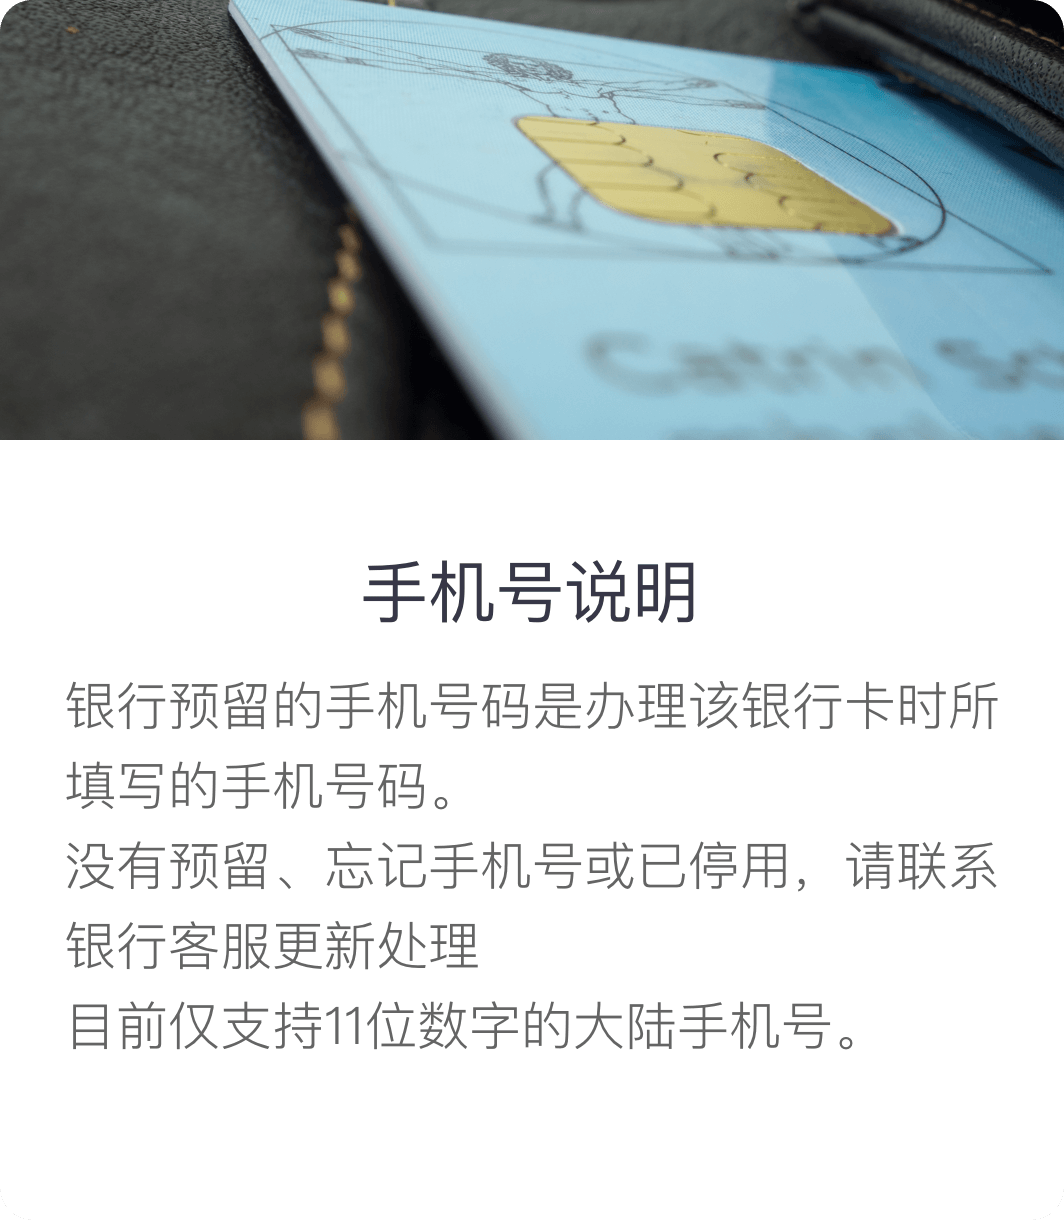 Catrin Sc
手机号说明
银行预留的手机号码是办理该银行卡时所
填写的手机号码。
没有预留、忘记手机号或已停用，请联系
银行客服更新处理
目前仅支持11位数字的大陆手机号。